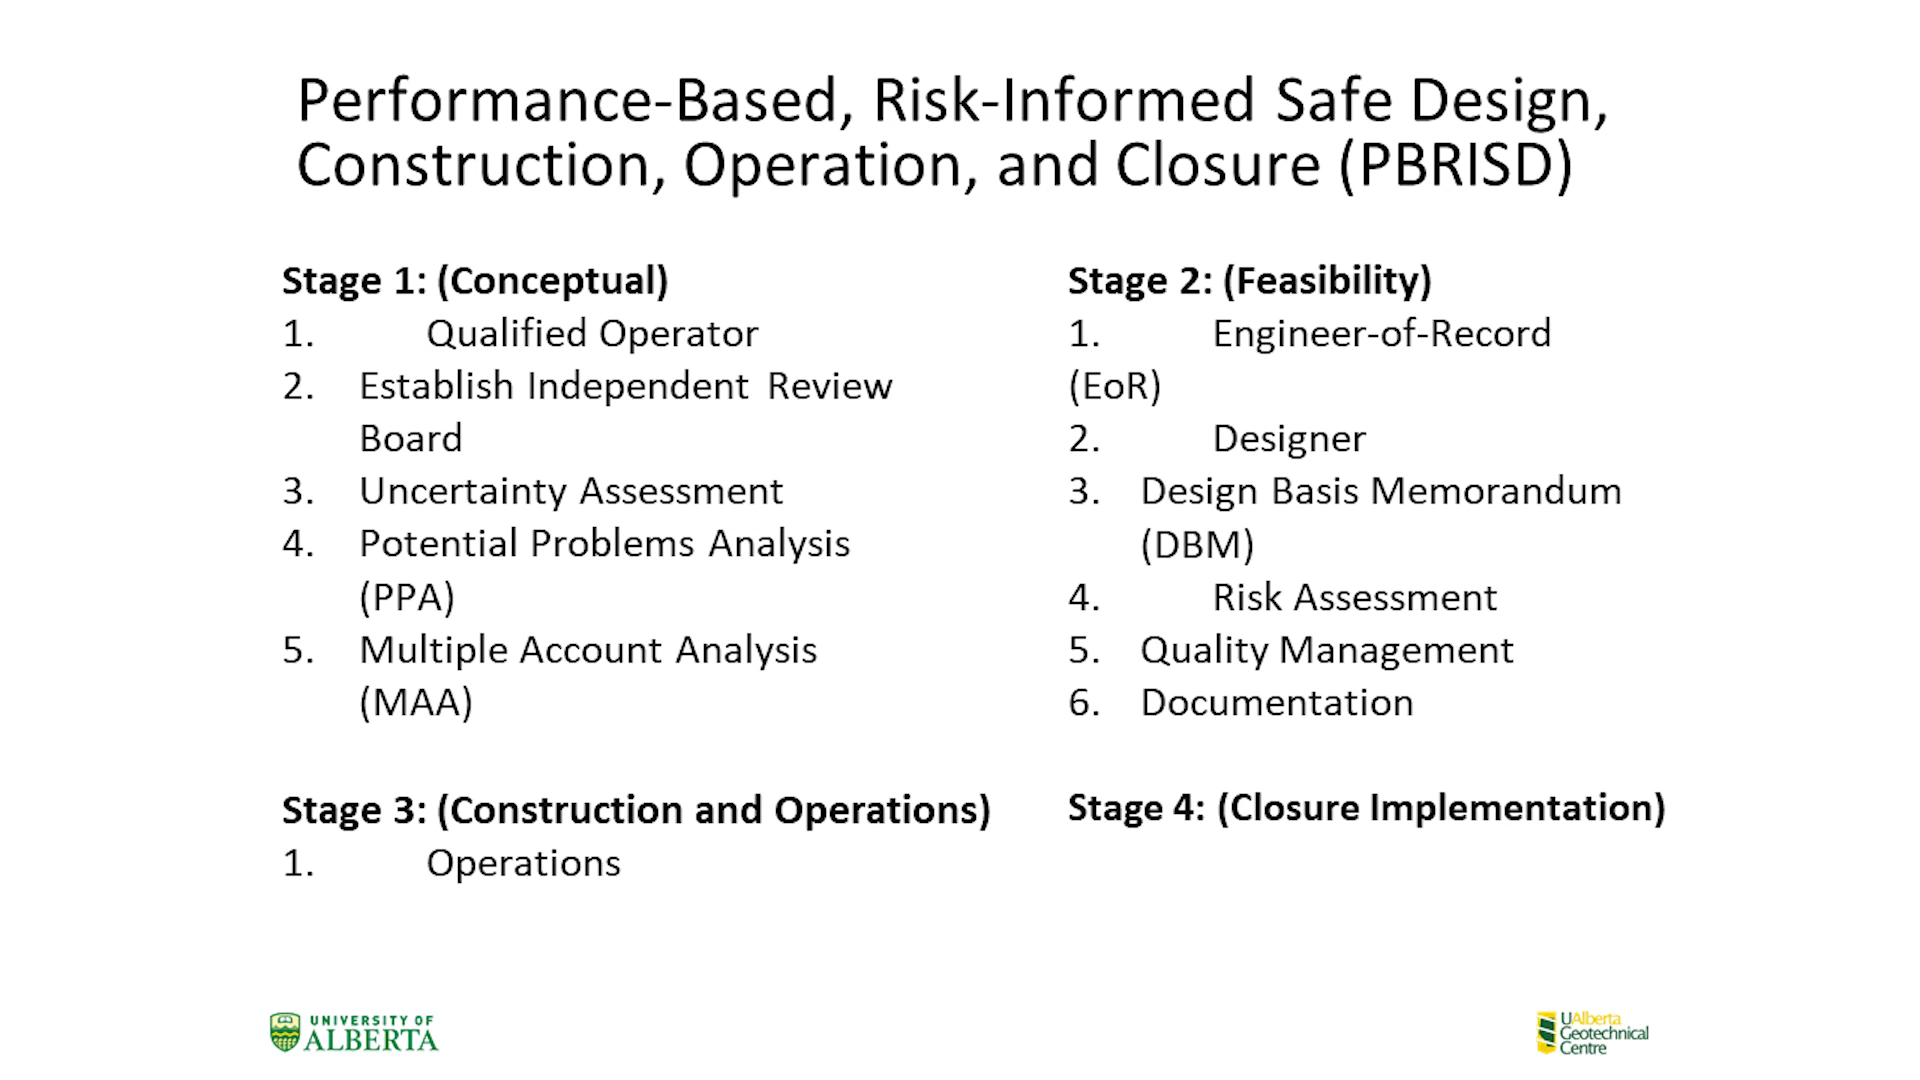 Performance-Based, Risk-Informed Safe Design,
Construction, Operation, and Closure (PBRISD)
Stage 1: (Conceptual)
1. Qualified Operator
2. Establish Independent Review
Board
3. Uncertainty Assessment
4. Potential Problems Analysis
(PPA)
5. Multiple Account Analysis
(MAA)
Stage 2: (Feasibility)
1. Engineer-of-Record
(EoR)
2. Designer
3. Design Basis Memorandum
(DBM)
4. Risk Assessment
5. Quality Management
6. Documentation
Stage 3: (Construction and Operations)
1. Operations
Stage 4: (Closure Implementation)
UNIVERSITY OF
ALBERTA
UAlberta
Geotechnical
Centre